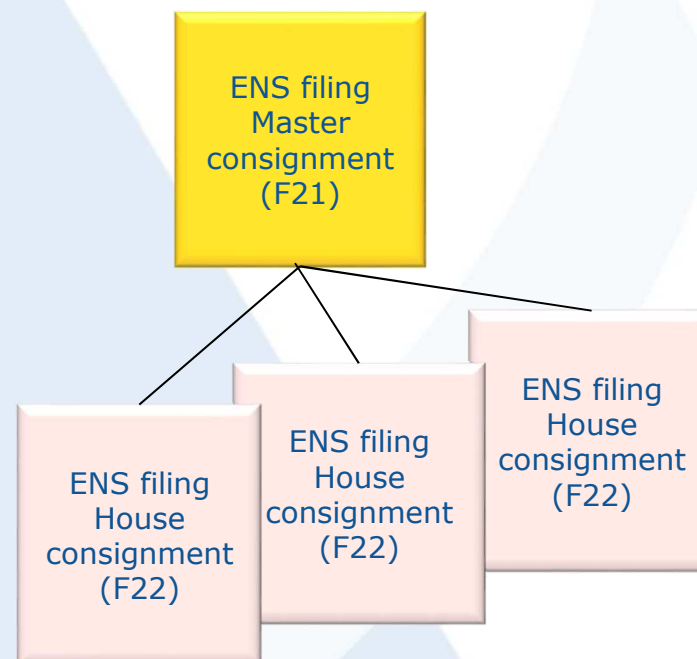 ENS filing
Master
consignment
(F21)
ENS filing
House
consignment
(F22)
ENS filing
House
consignment
(F22)
ENS filing
House
consignment
(F22)